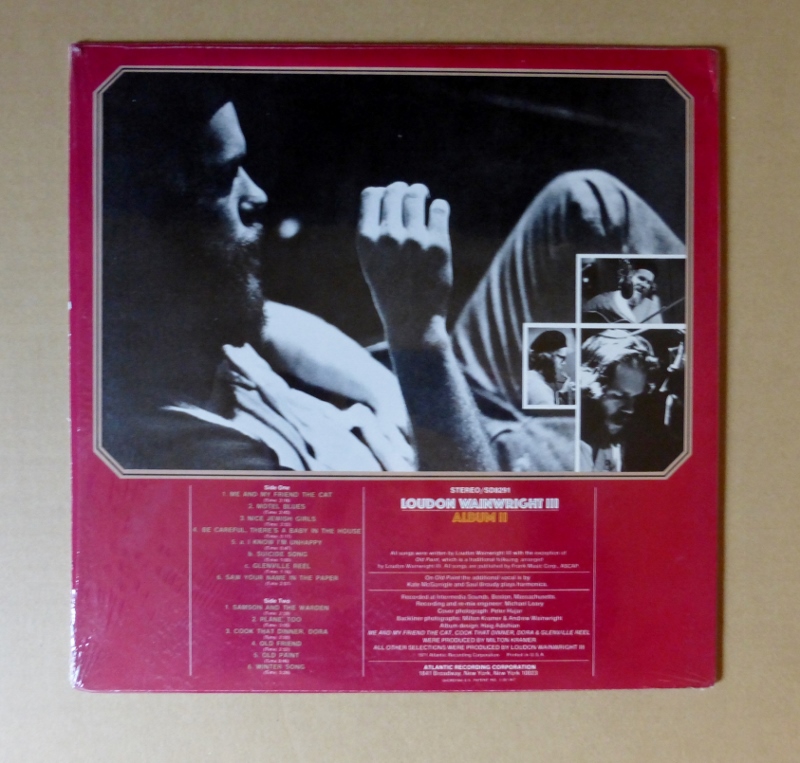 Side One
1. ME AND MY FRIEND THE CAT
2. MOTEL BLUES
3. NICE JEWISH GIRLS
4. BE CAREFUL, THERE'S A BABY IN THE HOUSE
5. a. I KNOW I'M UNHAPPY
b. SUICIDE SONG
c. GLENVILLE REEL
6. SAW YOUR NAME IN THE PAPER
Side Two
1. SAMSON AND THE WARDEN
2. PLANE, TOO
3. COOK THAT DINNER, DORA
4. OLD FRIEND
5. OLD PAINT
6. WINTER SONG
STEREO/SD8291
LOUDON WAINWRIGHT III
ALBUM II
All songs were written by Loudon Wainwright III with the exception of
Old Paint, which is a traditional folksong, arranged
by Loudon Wainwright III. All songs are published by Frank Music Corp., ASCAP
On Old Paint the additional vocal is by
Kate McGarrigle and Saul Broudy plays harmonica.
Recorded at Intermedia Sounds, Boston, Massachusetts.
Recording and re-mix engineer: Michael Leary
Cover photograph: Peter Hujar
Backliner photographs: Milton Kramer & Andrew Wainwright
Album design: Haig Adishian
ME AND MY FRIEND THE CAT, COOK THAT DINNER, DORA & GLENVILLE REEL
WERE PRODUCED BY MILTON KRAMER
ALL OTHER SELECTIONS WERE PRODUCED BY LOUDON WAINWRIGHT III
1971 Atlantic Recording Corporation Printed in U.S.A.
ATLANTIC RECORDING CORPORATION
1841 Broadway, New York, New York 10023